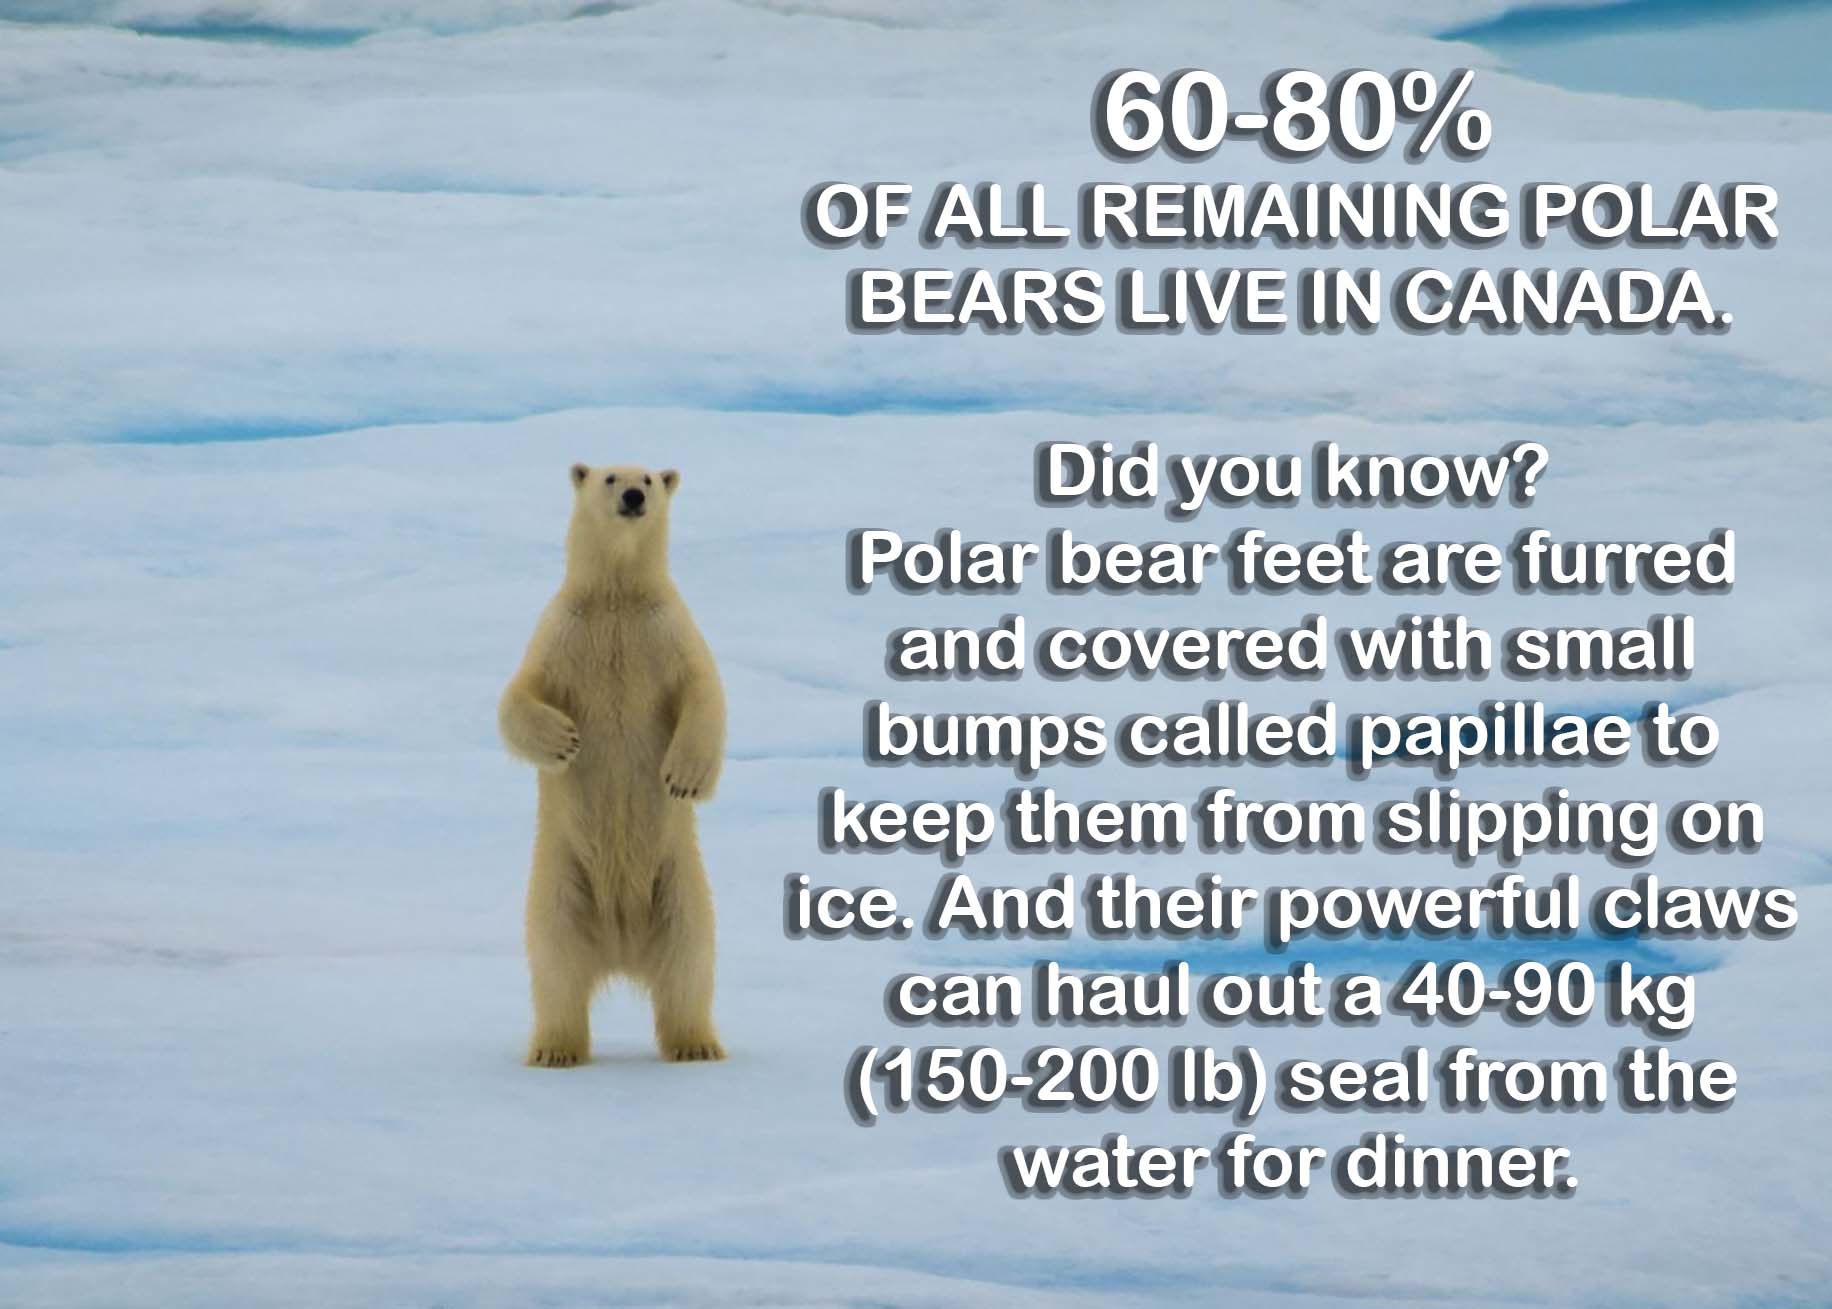 60-80%
OF ALL REMAINING POLAR
BEARS LIVE IN CANADA.
Did you know?
Polar bear feet are furred
and covered with small
bumps called papillae to
keep them from slipping on
ice. And their powerful claws
can haul out a 40-90 kg
(150-200 lb) seal from the
water for dinner.